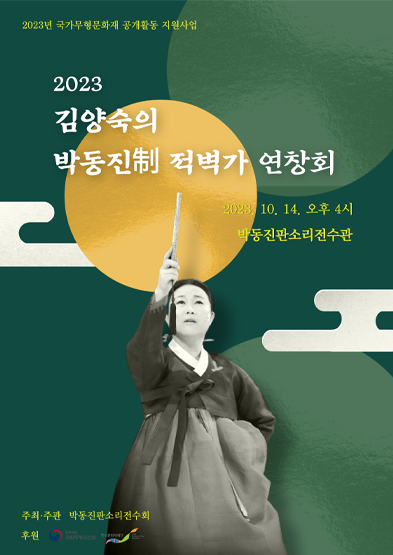 2023년 국가무형문화재 공개활동 지원사업
2023
김양숙의
박동진制 적벽가 연창회
2023. 10. 14. 오후 4시
박동진판소리전수관
주최·주관 박동진판소리전수회
후원